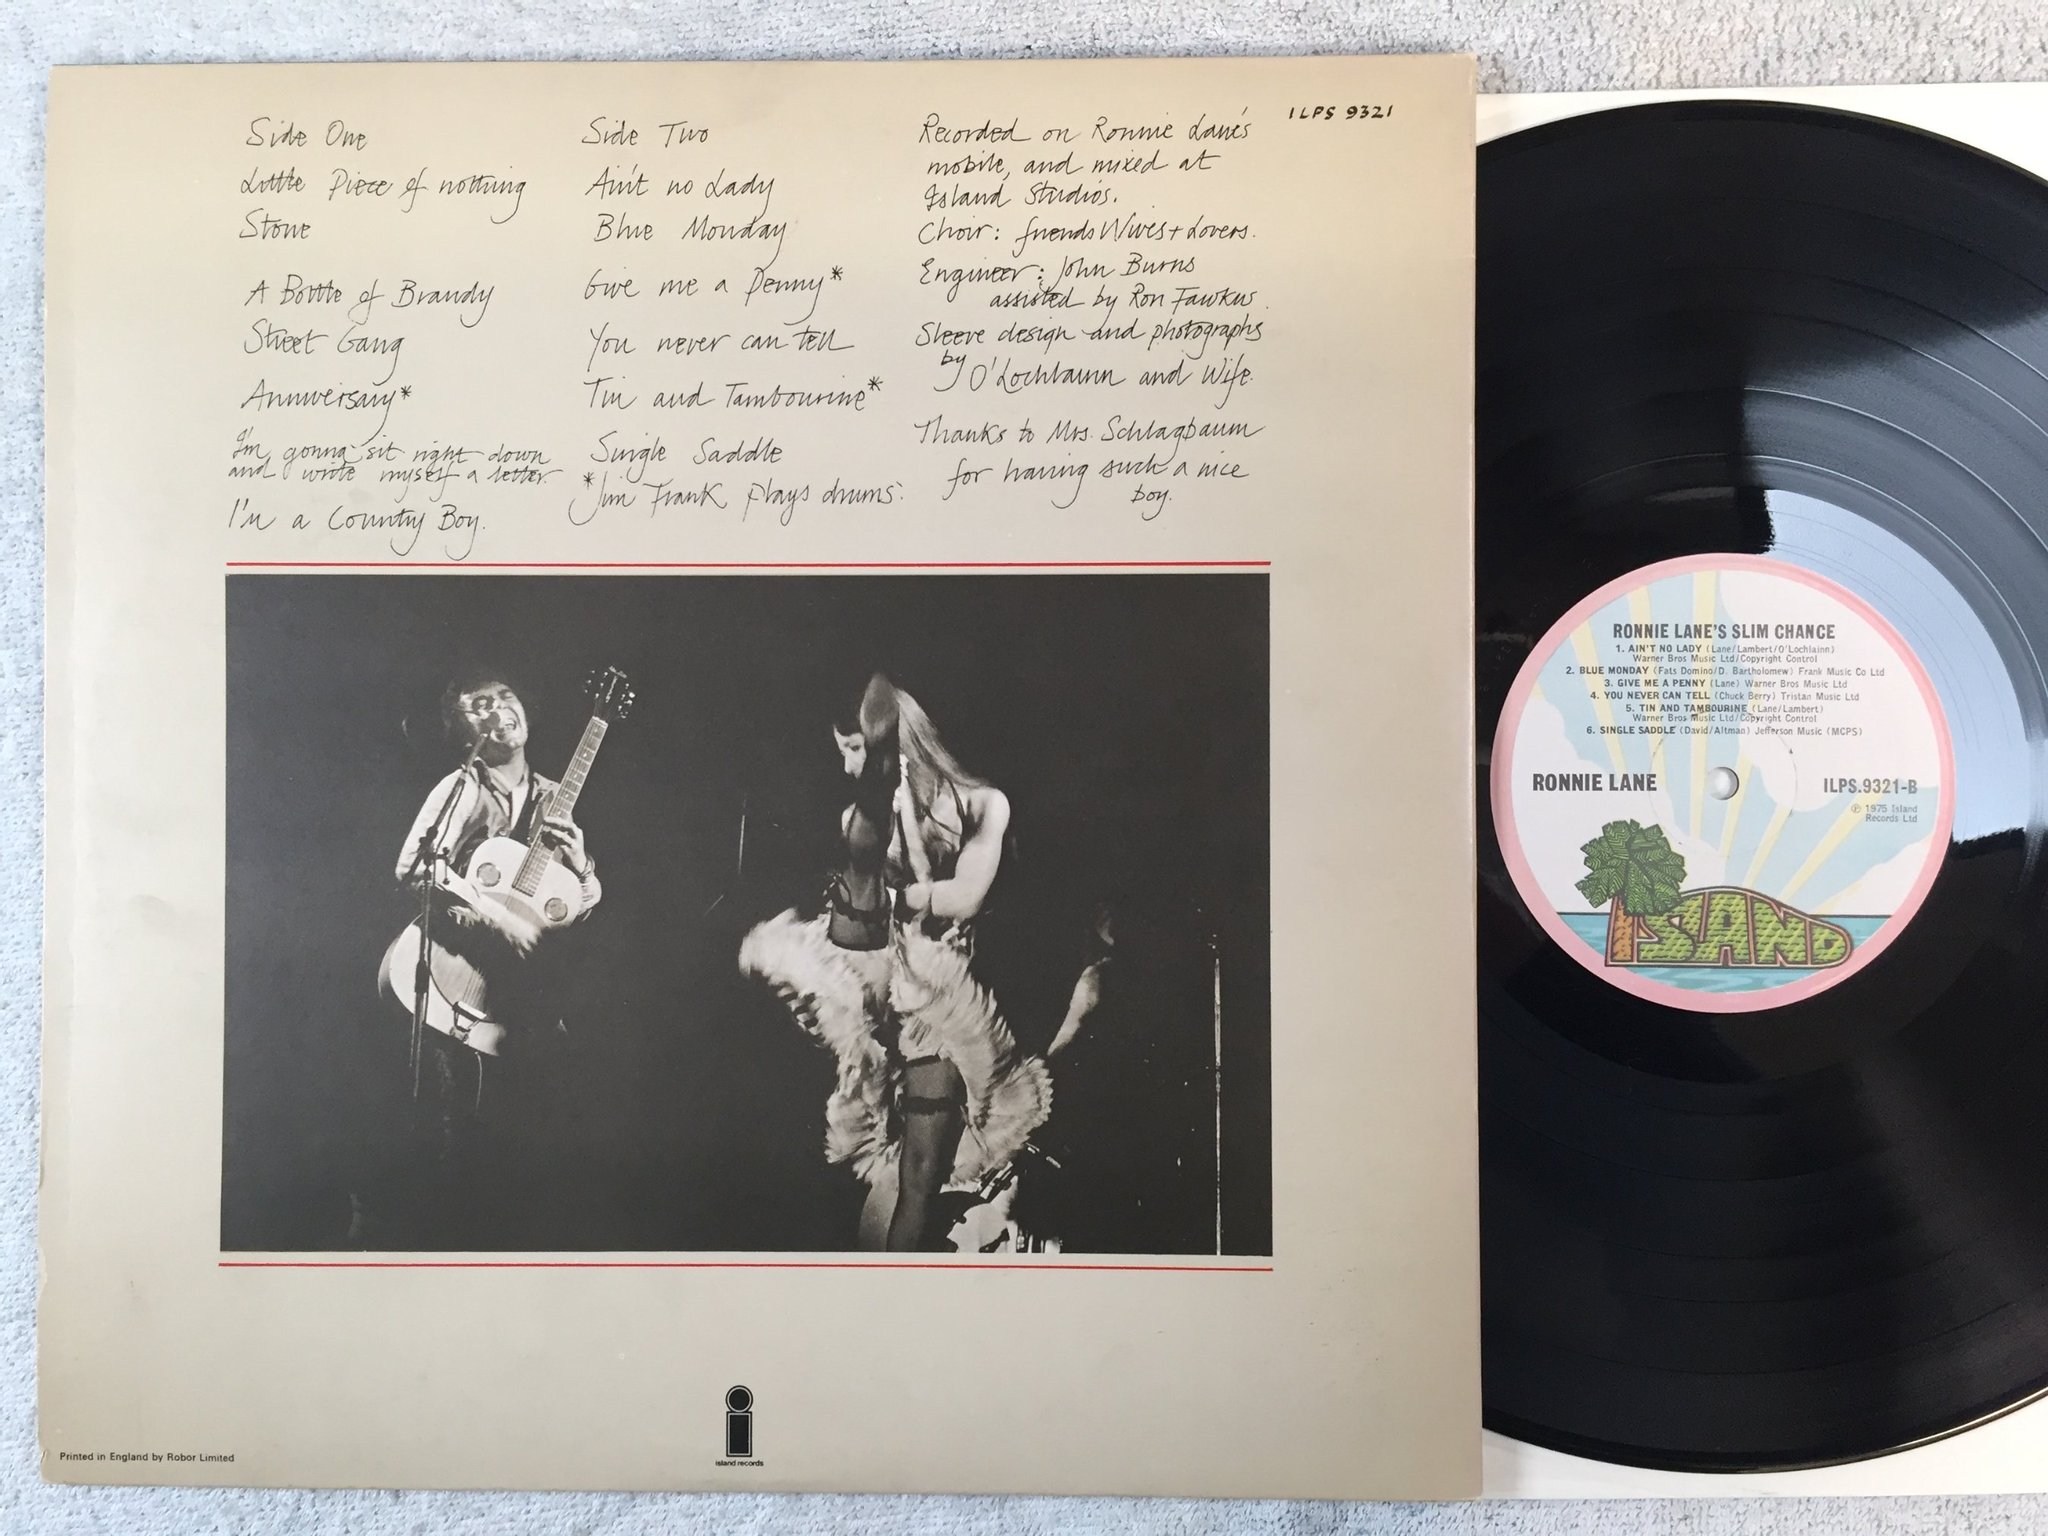 ILPS 9321
Side One
Little Piece of nothing
Stone
A Bottle of Brandy
Street Gang
Anniversary*
I'm gonna sit right down
and write myself a letter.
I'm a Country Boy.
Side Two
Ain't no Lady
Blue Monday
Give me a Penny*
You never can tell
Tin and Tambourine*
Single Saddle
*Jim Frank plays drums.
Recorded on Ronnie Lane's
mobile, and mixed at
Island Studios.
Choir: friends Wives + Lovers.
Engineer: John Burns
assisted by Ron Fawkus.
Sleeve design and photographs
by O'Lochlainn and Wife.
Thanks to Mrs. Schlagbaum
for having such a nice
boy.
Printed in England by Robor Limited
island records
RONNIE LANE'S SLIM CHANCE
1. AIN'T NO LADY (Lane/Lambert/O'Lochlainn)
Warner Bros Music Ltd/Copyright Control
2. BLUE MONDAY (Fats Domino/D. Bartholomew) Frank Music Co Ltd
3. GIVE ME A PENNY (Lane) Warner Bros Music Ltd
4. YOU NEVER CAN TELL (Chuck Berry) Tristan Music Ltd
5. TIN AND TAMBOURINE (Lane/Lambert)
Warner Bros Music Ltd/Copyright Control
6. SINGLE SADDLE (David/Altman) Jefferson Music (MCPS)
RONNIE LANE
ILPS.9321-B
℗ 1975 Island
Records Ltd
ISLAND